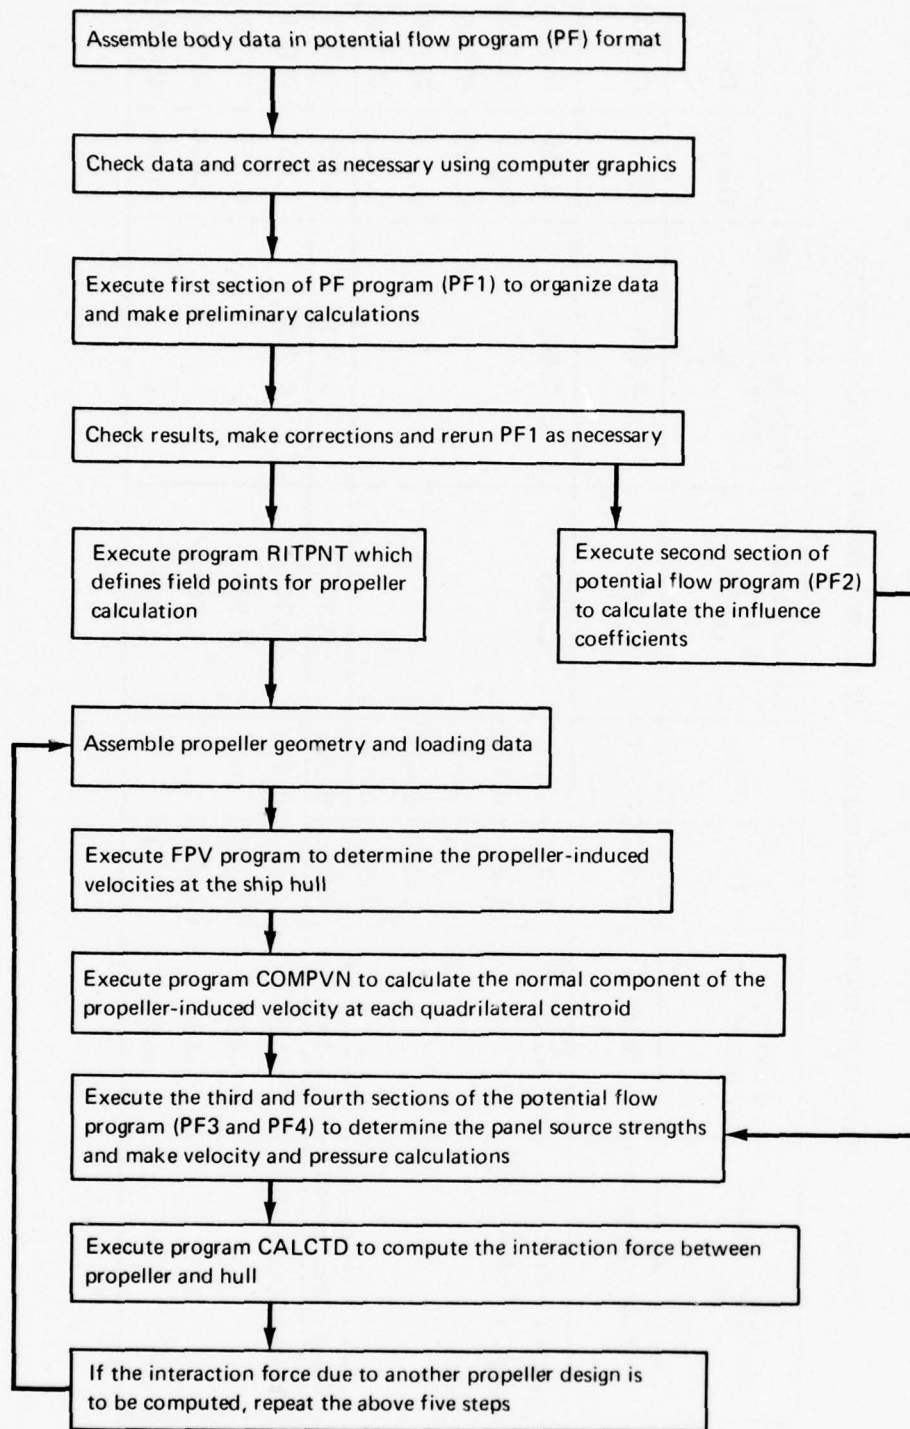 Assemble body data in potential flow program (PF) format
Check data and correct as necessary using computer graphics
Execute first section of PF program (PF1) to organize data
and make preliminary calculations
Check results, make corrections and rerun PF1 as necessary
Execute program RITPNT which
defines field points for propeller
calculation
Execute second section of
potential flow program (PF2)
to calculate the influence
coefficients
Assemble propeller geometry and loading data
Execute FPV program to determine the propeller-induced
velocities at the ship hull
Execute program COMPVN to calculate the normal component of the
propeller-induced velocity at each quadrilateral centroid
Execute the third and fourth sections of the potential flow
program (PF3 and PF4) to determine the panel source strengths
and make velocity and pressure calculations
Execute program CALCTD to compute the interaction force between
propeller and hull
If the interaction force due to another propeller design is
to be computed, repeat the above five steps